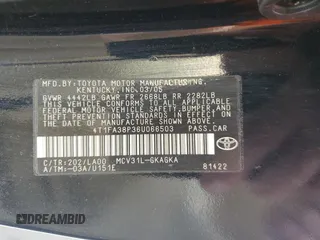 MFD.BY:TOYOTA MOTOR MANUFACTURING,
KENTUCKY,INC.03/05
GVWR 4442LB GAWR FR 2668LB RR 2282LB
THIS VEHICLE CONFORMS TO ALL APPLICABLE
FEDERAL MOTOR VEHICLE SAFETY, BUMPER,AND
THEFT PREVENTION STANDARDS IN EFFECT ON
THE DATE OF MANUFACTURE SHOWN ABOVE.
4T1FA38P36U066503 PASS.CAR
C/TR:202/LA00 MCV31L-GKAGKA
A/TM:-03A/U151E 81422
TOYOTA
DREAMBID